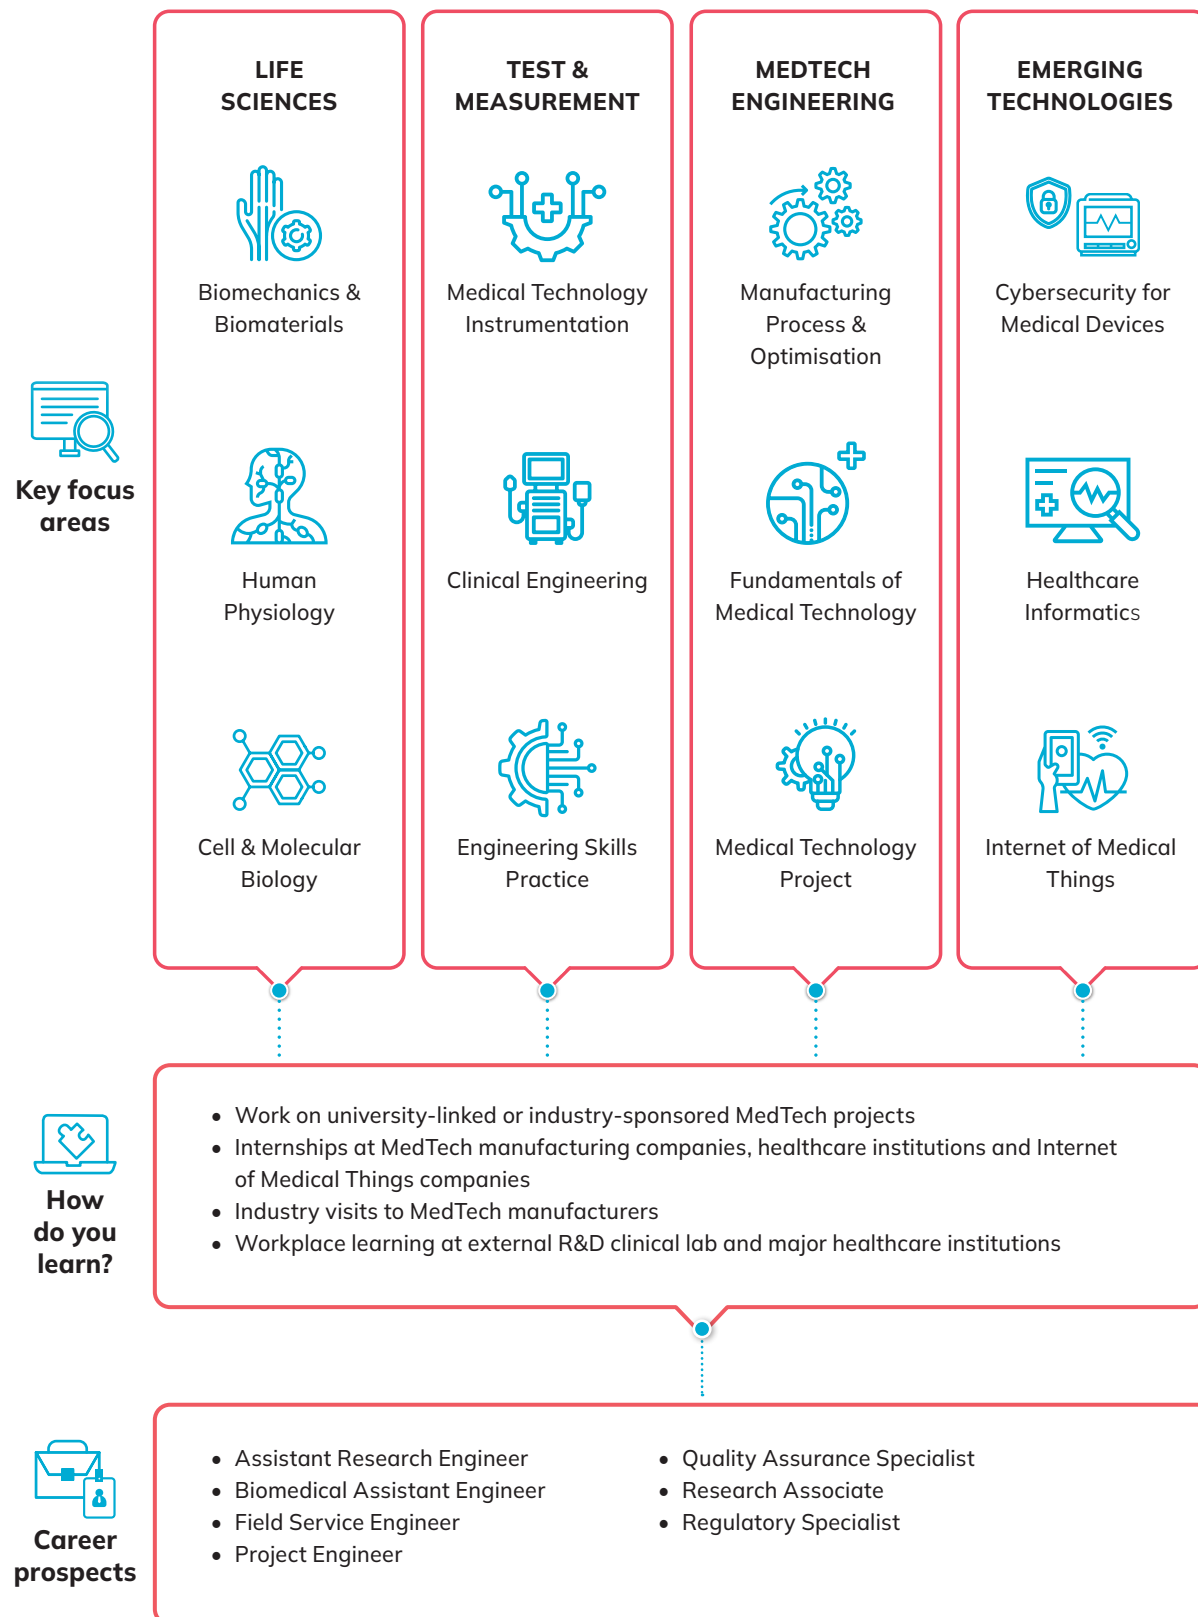 LIFE
SCIENCES
Biomechanics &
Biomaterials
Human
Physiology
Cell & Molecular
Biology
TEST &
MEASUREMENT
Medical Technology
Instrumentation
Clinical Engineering
Engineering Skills
Practice
MEDTECH
ENGINEERING
Manufacturing
Process &
Optimisation
Fundamentals of
Medical Technology
Medical Technology
Project
EMERGING
TECHNOLOGIES
Cybersecurity for
Medical Devices
Healthcare
Informatics
Internet of Medical
Things
Key focus
areas
How
do you
learn?
• Work on university-linked or industry-sponsored MedTech projects
• Internships at MedTech manufacturing companies, healthcare institutions and Internet
of Medical Things companies
• Industry visits to MedTech manufacturers
• Workplace learning at external R&D clinical lab and major healthcare institutions
Career
prospects
• Assistant Research Engineer
• Biomedical Assistant Engineer
• Field Service Engineer
• Project Engineer
• Quality Assurance Specialist
• Research Associate
• Regulatory Specialist